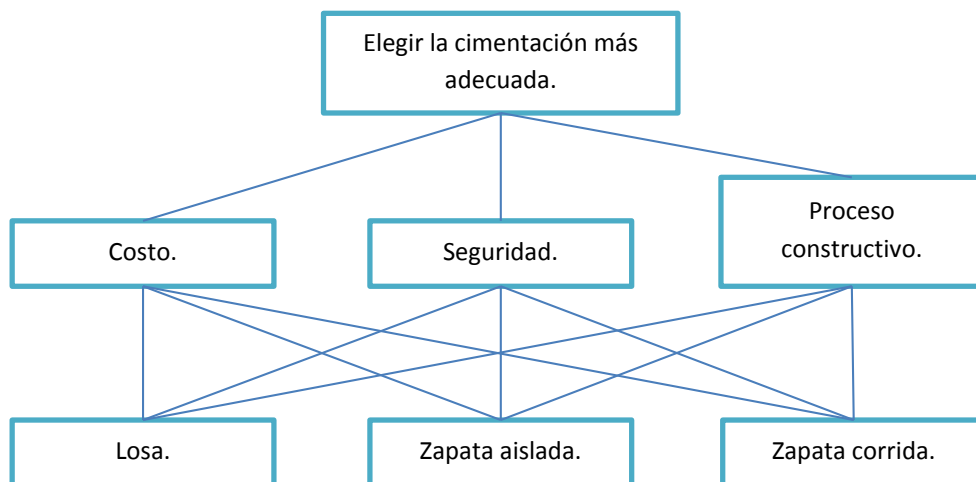 Elegir la cimentación más
adecuada.
Costo.
Seguridad.
Proceso
constructivo.
Losa.
Zapata aislada.
Zapata corrida.